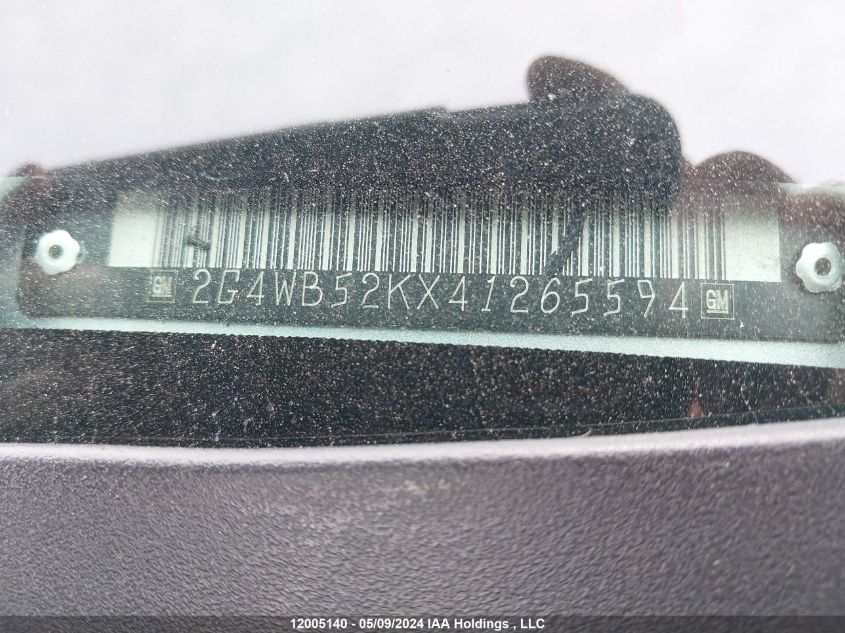 GM 2G4WB52KX41265594 GM
12005140 - 05/09/2024 IAA Holdings , LLC